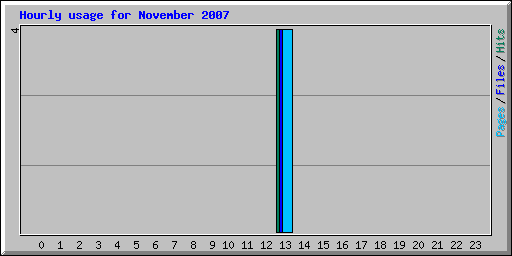 Hourly usage for November 2007
4
Pages/Files/Hits
0 1 2 3 4 5 6 7 8 9 10 11 12 13 14 15 16 17 18 19 20 21 22 23